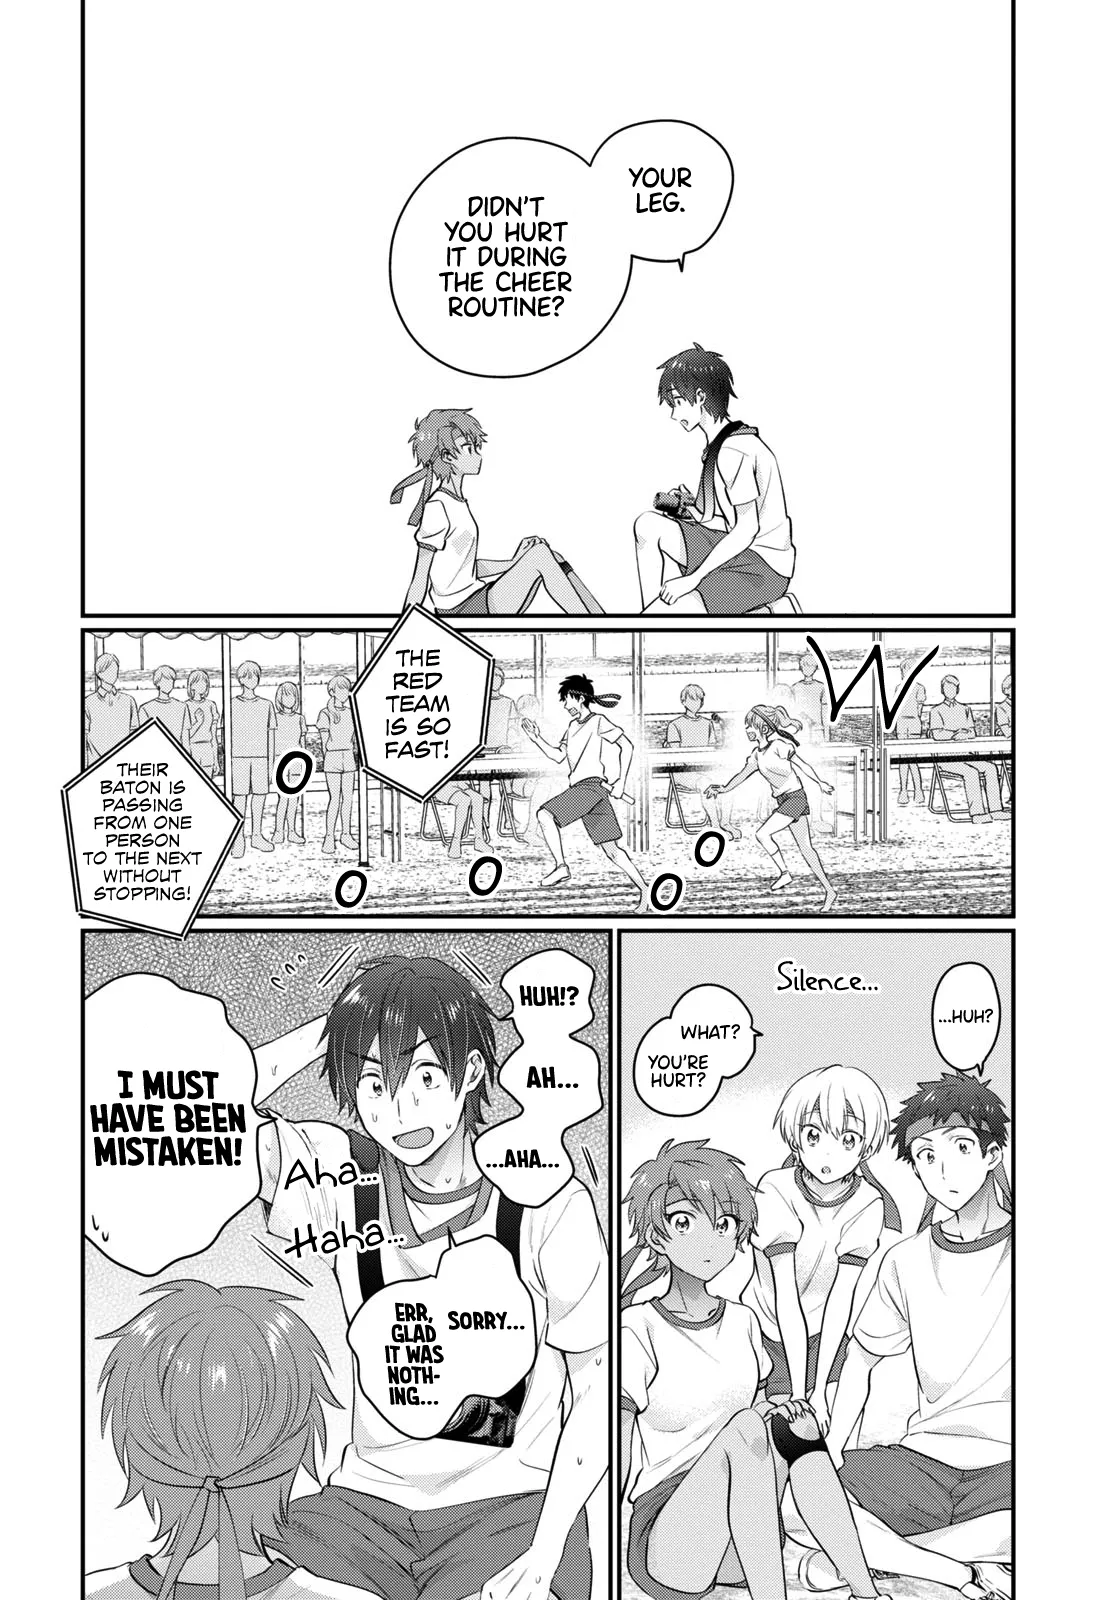 YOUR
LEG.
DIDN'T
YOU HURT
IT DURING
THE CHEER
ROUTINE?
W
O
O
O
O
O
THE
RED
TEAM
IS SO
FAST!
THEIR
BATON IS
PASSING
FROM ONE
PERSON
TO THE NEXT
WITHOUT
STOPPING!
Silence...
...HUH?
WHAT?
YOU'RE
HURT?
HUH!?
AH...
...AHA...
I MUST
HAVE BEEN
MISTAKEN!
Aha...
Haha...
SORRY...
ERR,
GLAD
IT WAS
NOTH-
ING...